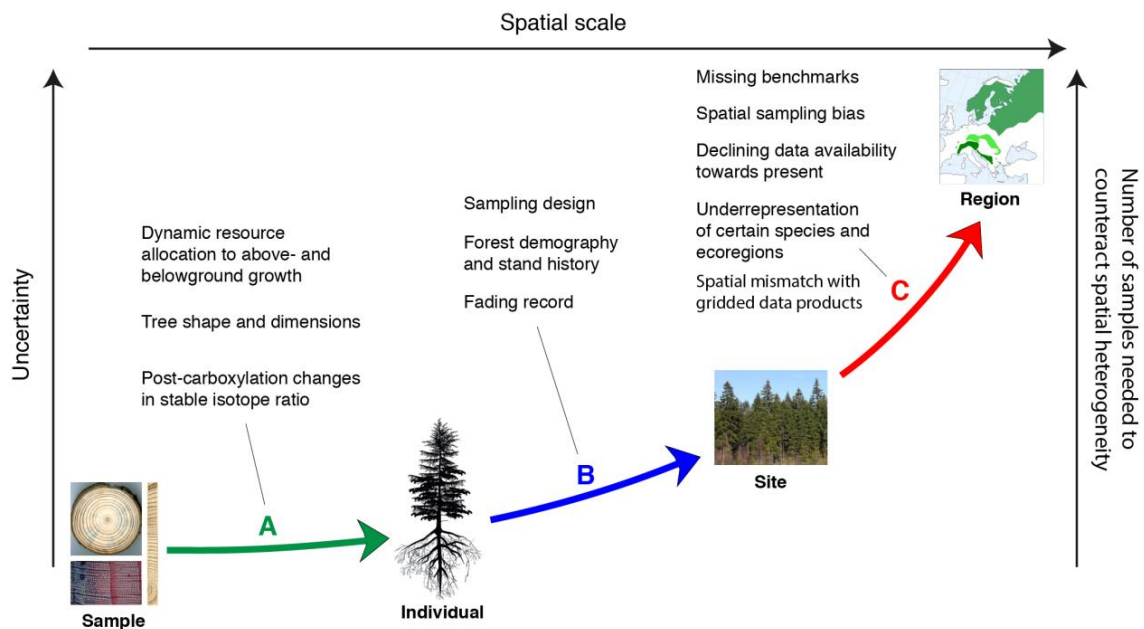 Spatial scale
Uncertainty
Dynamic resource
allocation to above- and
belowground growth
Tree shape and dimensions
Post-carboxylation changes
in stable isotope ratio
A
Sample
Sampling design
Forest demography
and stand history
Fading record
B
Individual
Missing benchmarks
Spatial sampling bias
Declining data availability
towards present
Underrepresentation
of certain species and
ecoregions
Spatial mismatch with
gridded data products
C
Site
Region
Number of samples needed to
counteract spatial heterogeneity